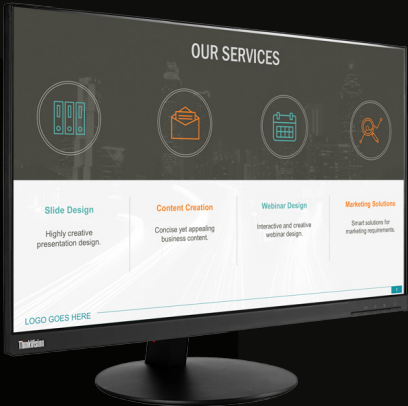 OUR SERVICES
Slide Design
Highly creative
presentation design.
Content Creation
Concise yet appealing
business content.
Webinar Design
Interactive and creative
webinar design.
Marketing Solutions
Smart solutions for
marketing requirements.
LOGO GOES HERE
ThinkVision